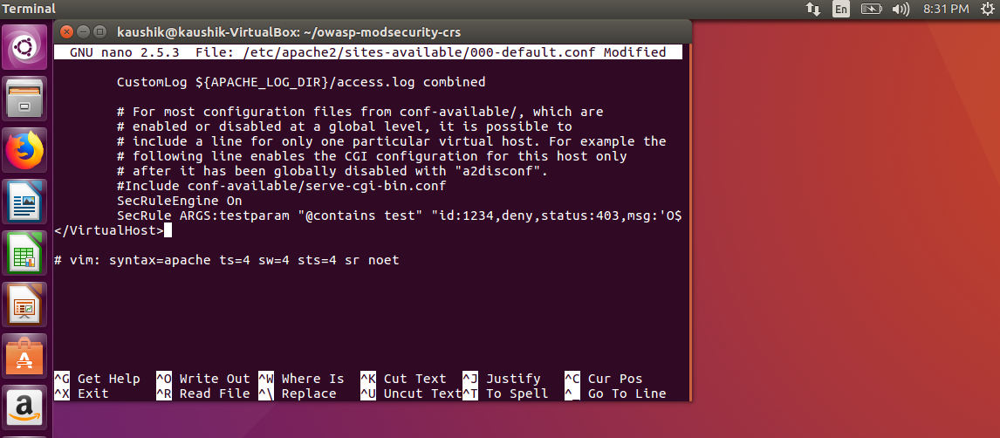 Terminal
En
8:31 PM
kaushik@kaushik-VirtualBox: ~/owasp-modsecurity-crs
GNU nano 2.5.3 File: /etc/apache2/sites-available/000-default.conf Modified
CustomLog ${APACHE_LOG_DIR}/access.log combined
# For most configuration files from conf-available/, which are
# enabled or disabled at a global level, it is possible to
# include a line for only one particular virtual host. For example the
# following line enables the CGI configuration for this host only
# after it has been globally disabled with "a2disconf".
#Include conf-available/serve-cgi-bin.conf
SecRuleEngine On
SecRule ARGS:testparam "@contains test" "id:1234,deny,status:403,msg:'O$
</VirtualHost>
# vim: syntax=apache ts=4 sw=4 sts=4 sr noet
^G Get Help ^O Write Out ^W Where Is ^K Cut Text ^J Justify ^C Cur Pos
^X Exit ^R Read File ^\ Replace ^U Uncut Text ^T To Spell ^_ Go To Line